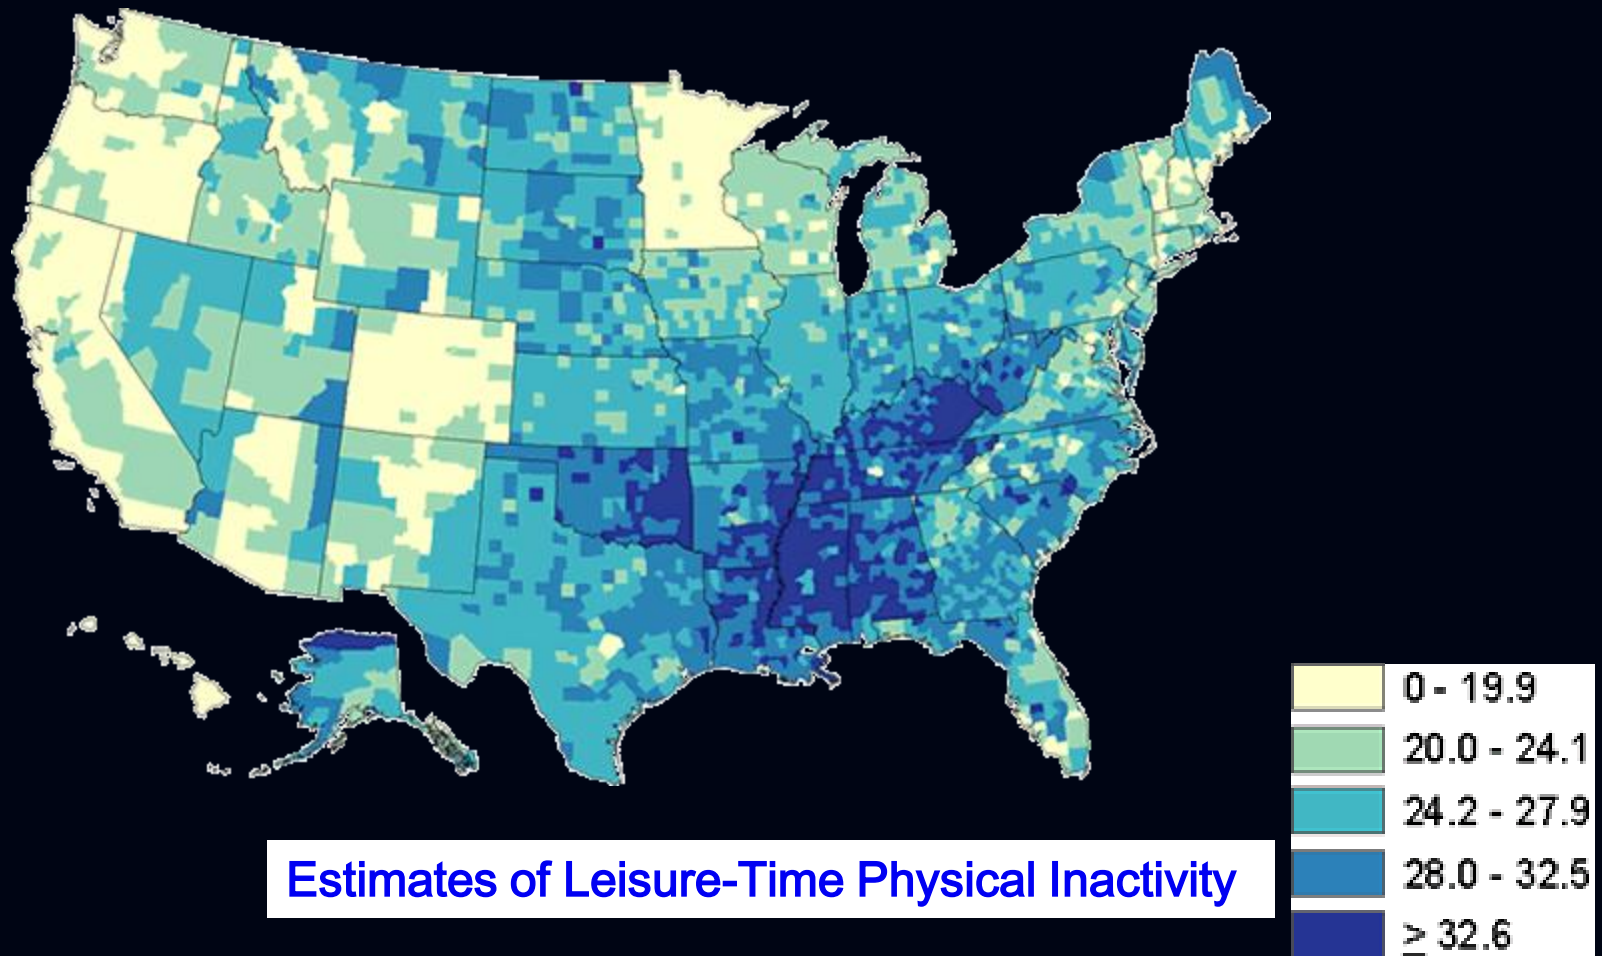 0 - 19.9
20.0 - 24.1
24.2 - 27.9
28.0 - 32.5
≥ 32.6
Estimates of Leisure-Time Physical Inactivity